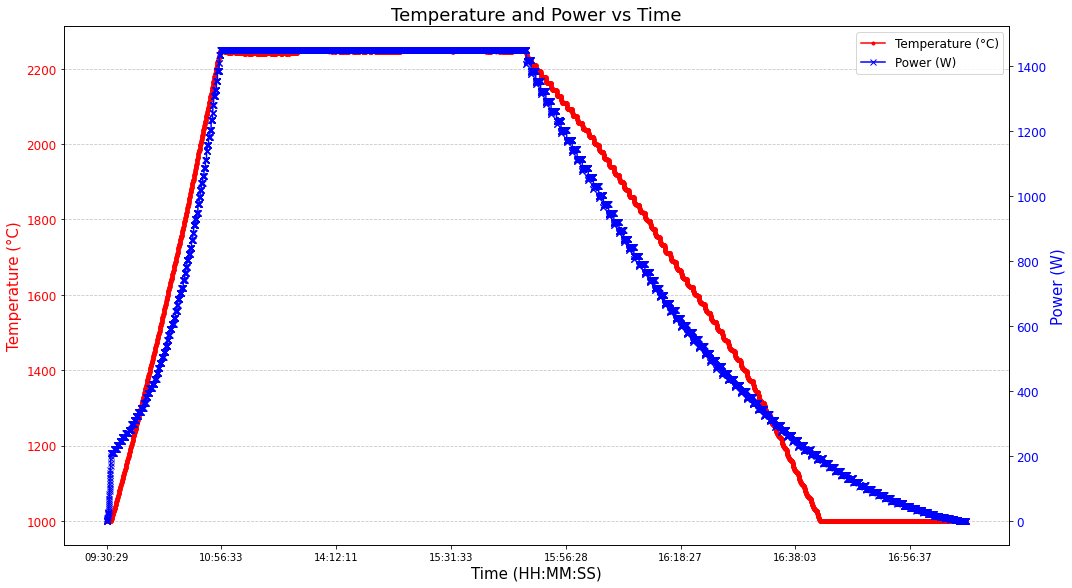 Temperature and Power vs Time
Temperature (°C)
Power (W)
2200
2000
1800
1600
1400
1200
1000
Temperature (°C)
1400
1200
1000
800
600
400
200
0
Power (W)
09:30:29 10:56:33 14:12:11 15:31:33 15:56:28 16:18:27 16:38:03 16:56:37
Time (HH:MM:SS)